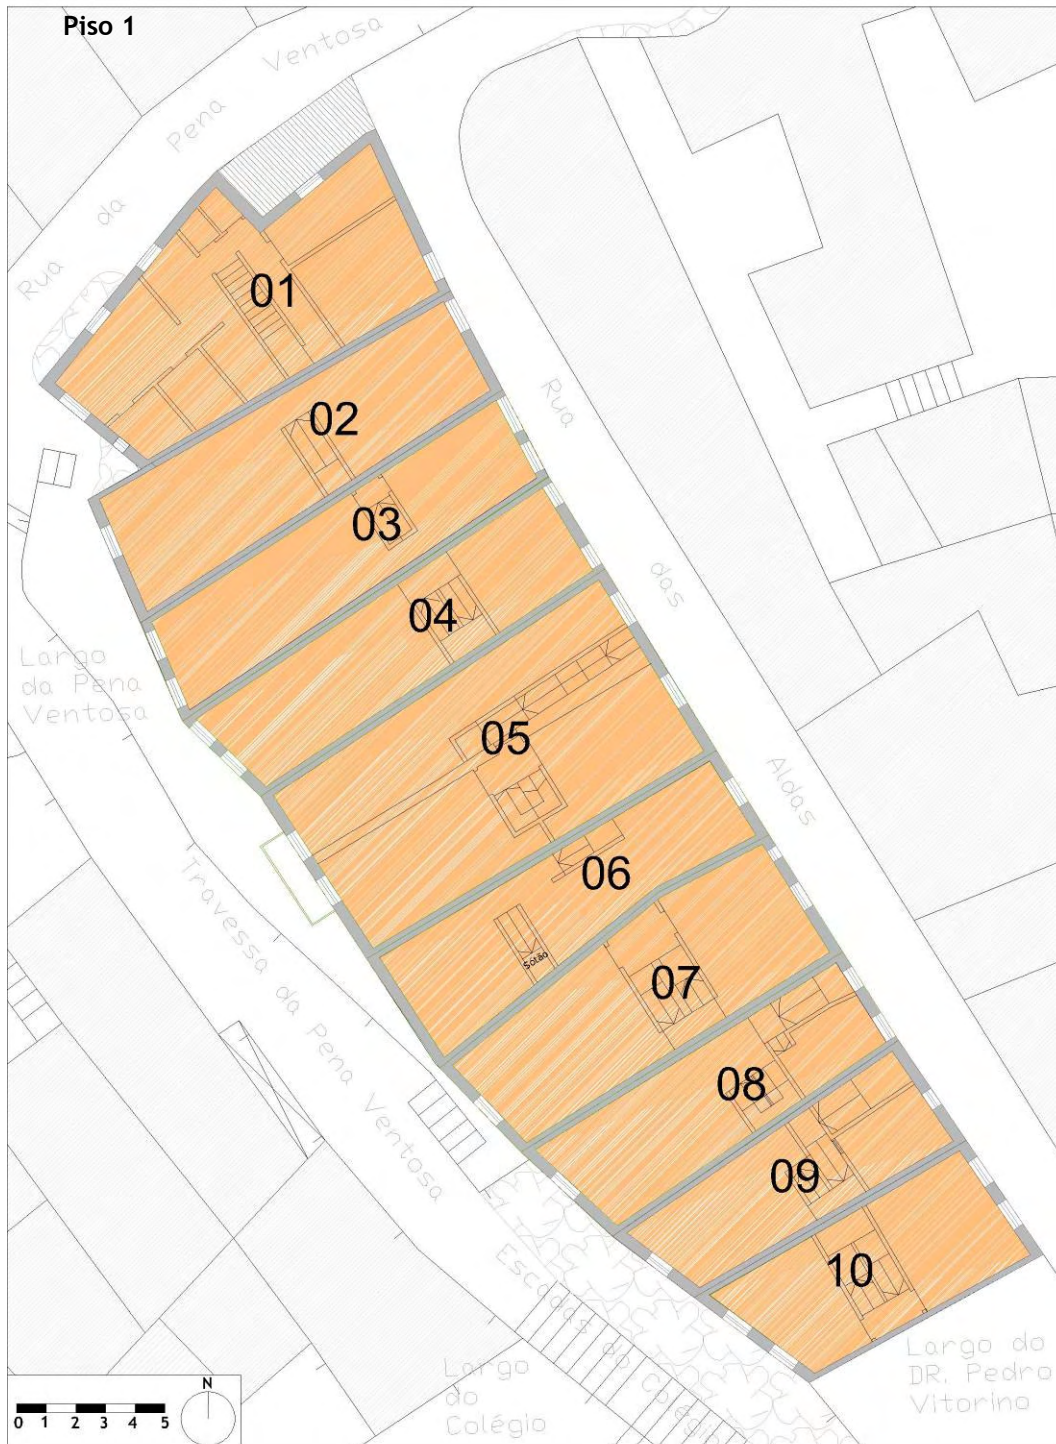 Piso 1
Rua da Pena Ventosa
01
02
03
04
05
06
Sótão
07
08
09
10
Rua das Aldas
Largo
da Pena
Ventosa
Travessa da Pena Ventosa
Escadas do Colégio
Largo
do
Colégio
Largo do
DR. Pedro
Vitorino
N
0 1 2 3 4 5